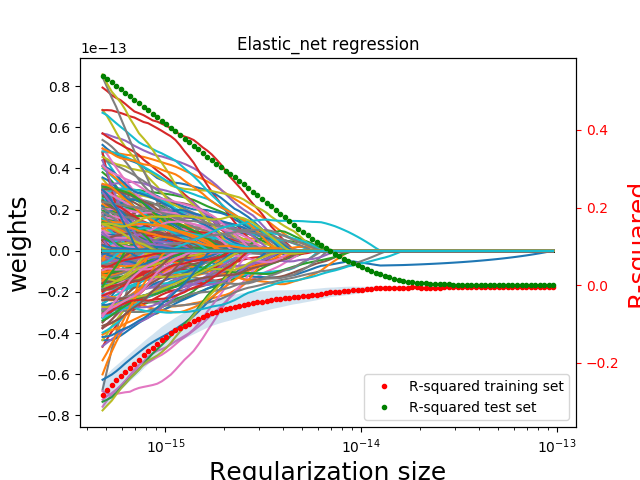 Elastic_net regression
1e−13
0.8
0.6
0.4
0.2
0.0
−0.2
−0.4
−0.6
−0.8
weights
0.4
0.2
0.0
−0.2
R-squared
R-squared training set
R-squared test set
10−15
10−14
10−13
Regularization size